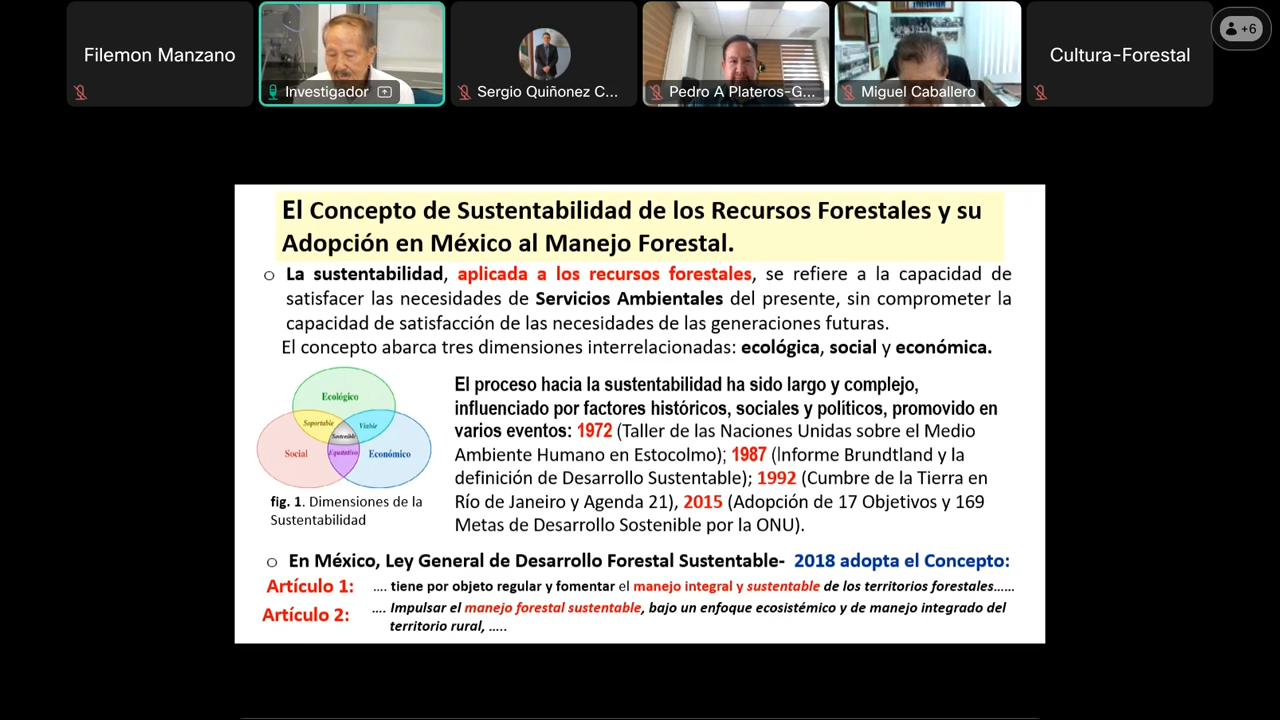 Filemon Manzano
Investigador
Sergio Quiñonez C...
Pedro A Plateros-G...
Miguel Caballero
Cultura-Forestal
+6
El Concepto de Sustentabilidad de los Recursos Forestales y su
Adopción en México al Manejo Forestal.
La sustentabilidad, aplicada a los recursos forestales, se refiere a la capacidad de
satisfacer las necesidades de Servicios Ambientales del presente, sin comprometer la
capacidad de satisfacción de las necesidades de las generaciones futuras.
El concepto abarca tres dimensiones interrelacionadas: ecológica, social y económica.
Ecológico
Soportable
Viable
Sostenible
Social
Equitativo
Económico
fig. 1. Dimensiones de la
Sustentabilidad
El proceso hacia la sustentabilidad ha sido largo y complejo,
influenciado por factores históricos, sociales y políticos, promovido en
varios eventos: 1972 (Taller de las Naciones Unidas sobre el Medio
Ambiente Humano en Estocolmo); 1987 (Informe Brundtland y la
definición de Desarrollo Sustentable); 1992 (Cumbre de la Tierra en
Río de Janeiro y Agenda 21), 2015 (Adopción de 17 Objetivos y 169
Metas de Desarrollo Sostenible por la ONU).
En México, Ley General de Desarrollo Forestal Sustentable- 2018 adopta el Concepto:
Artículo 1: .... tiene por objeto regular y fomentar el manejo integral y sustentable de los territorios forestales......
Artículo 2: .... Impulsar el manejo forestal sustentable, bajo un enfoque ecosistémico y de manejo integrado del
territorio rural, .....